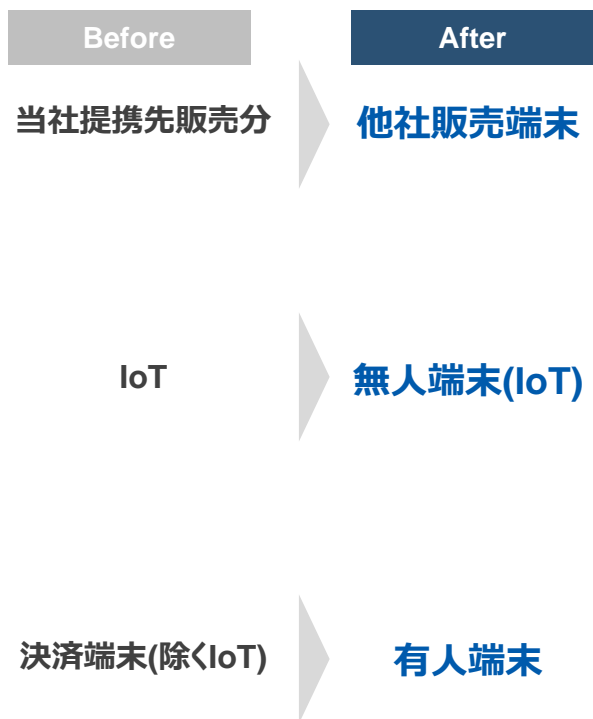 Before
After
当社提携先販売分
他社販売端末
IoT
無人端末(IoT)
決済端末(除くIoT)
有人端末